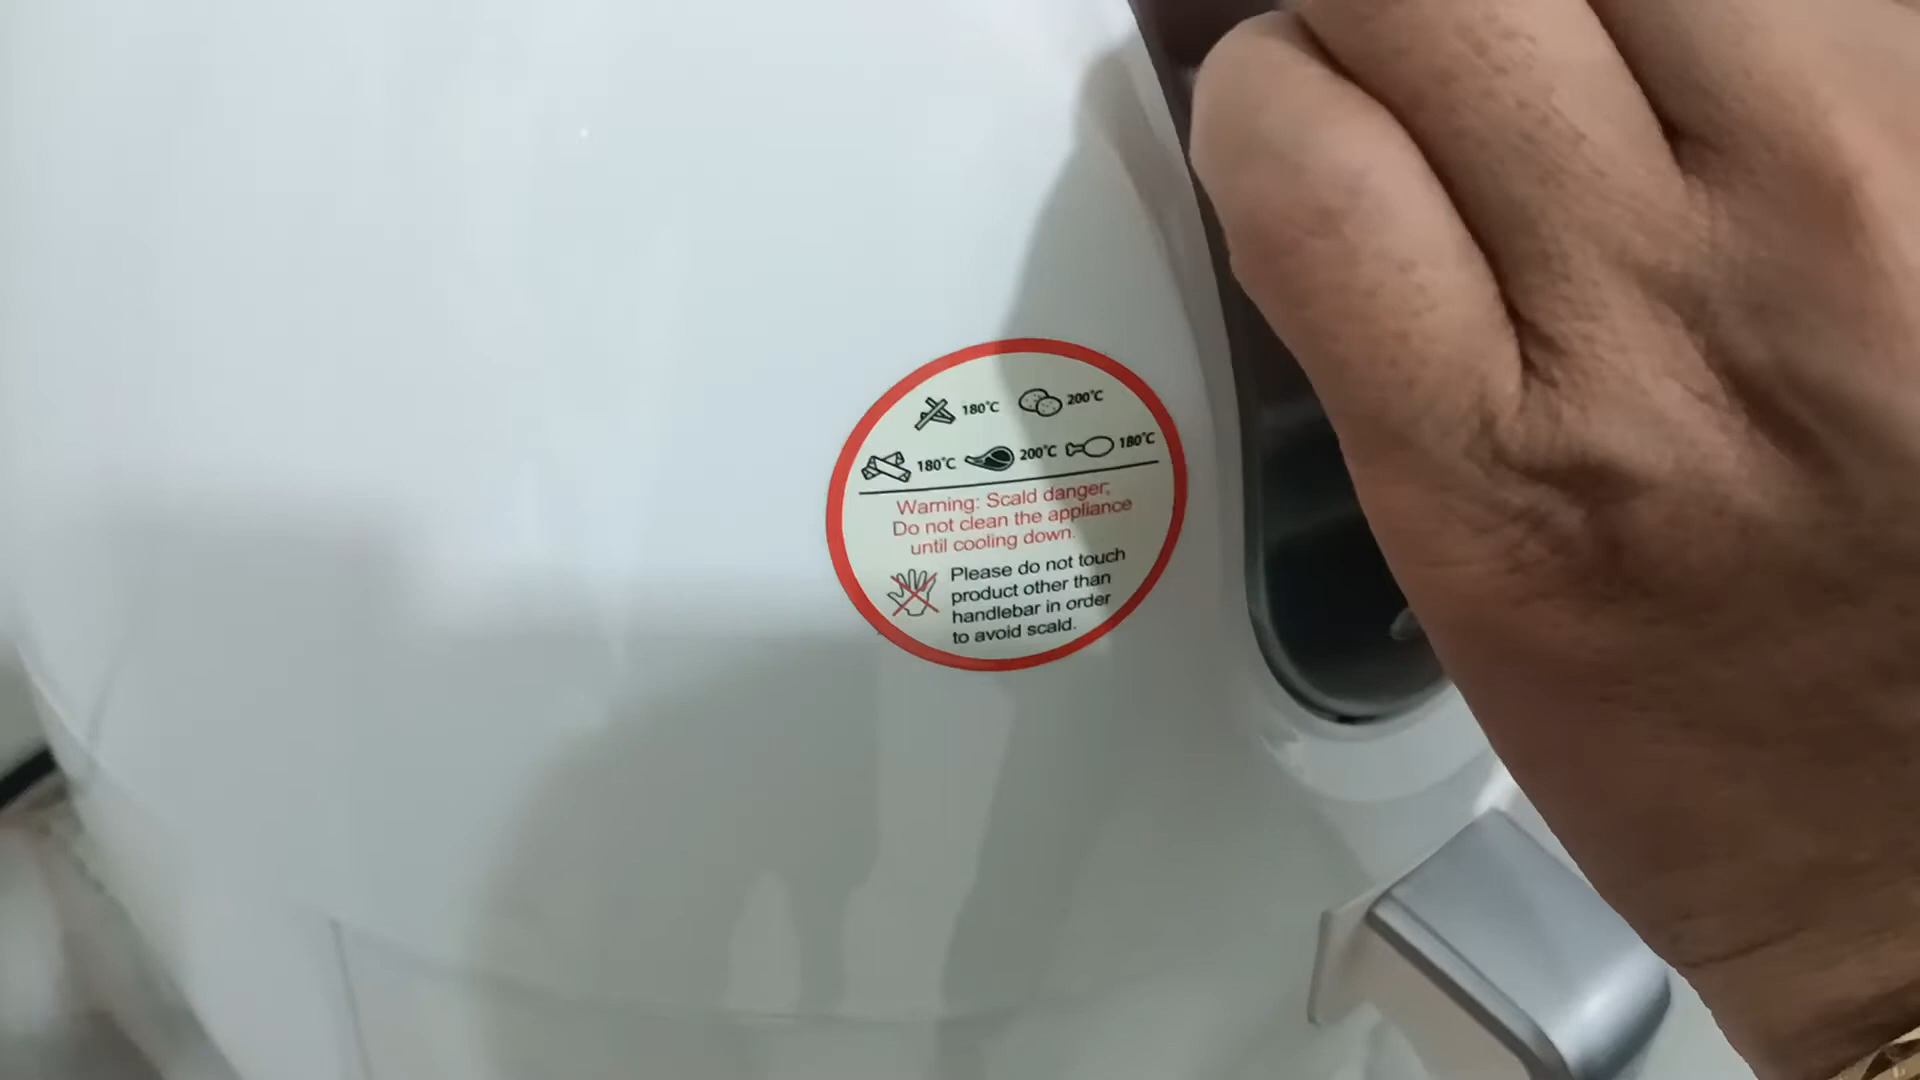 180°C 200°C
180°C 200°C 180°C
Warning: Scald danger;
Do not clean the appliance
until cooling down.
Please do not touch
product other than
handlebar in order
to avoid scald.